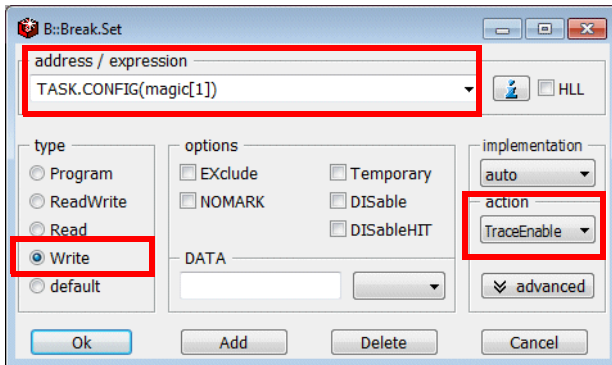 B::Break.Set
address / expression
TASK.CONFIG(magic[1])
i HLL
type
Program
ReadWrite
Read
Write
default
options
EXclude
Temporary
NOMARK
DISable
DISableHIT
DATA
implementation
auto
action
TraceEnable
advanced
Ok
Add
Delete
Cancel